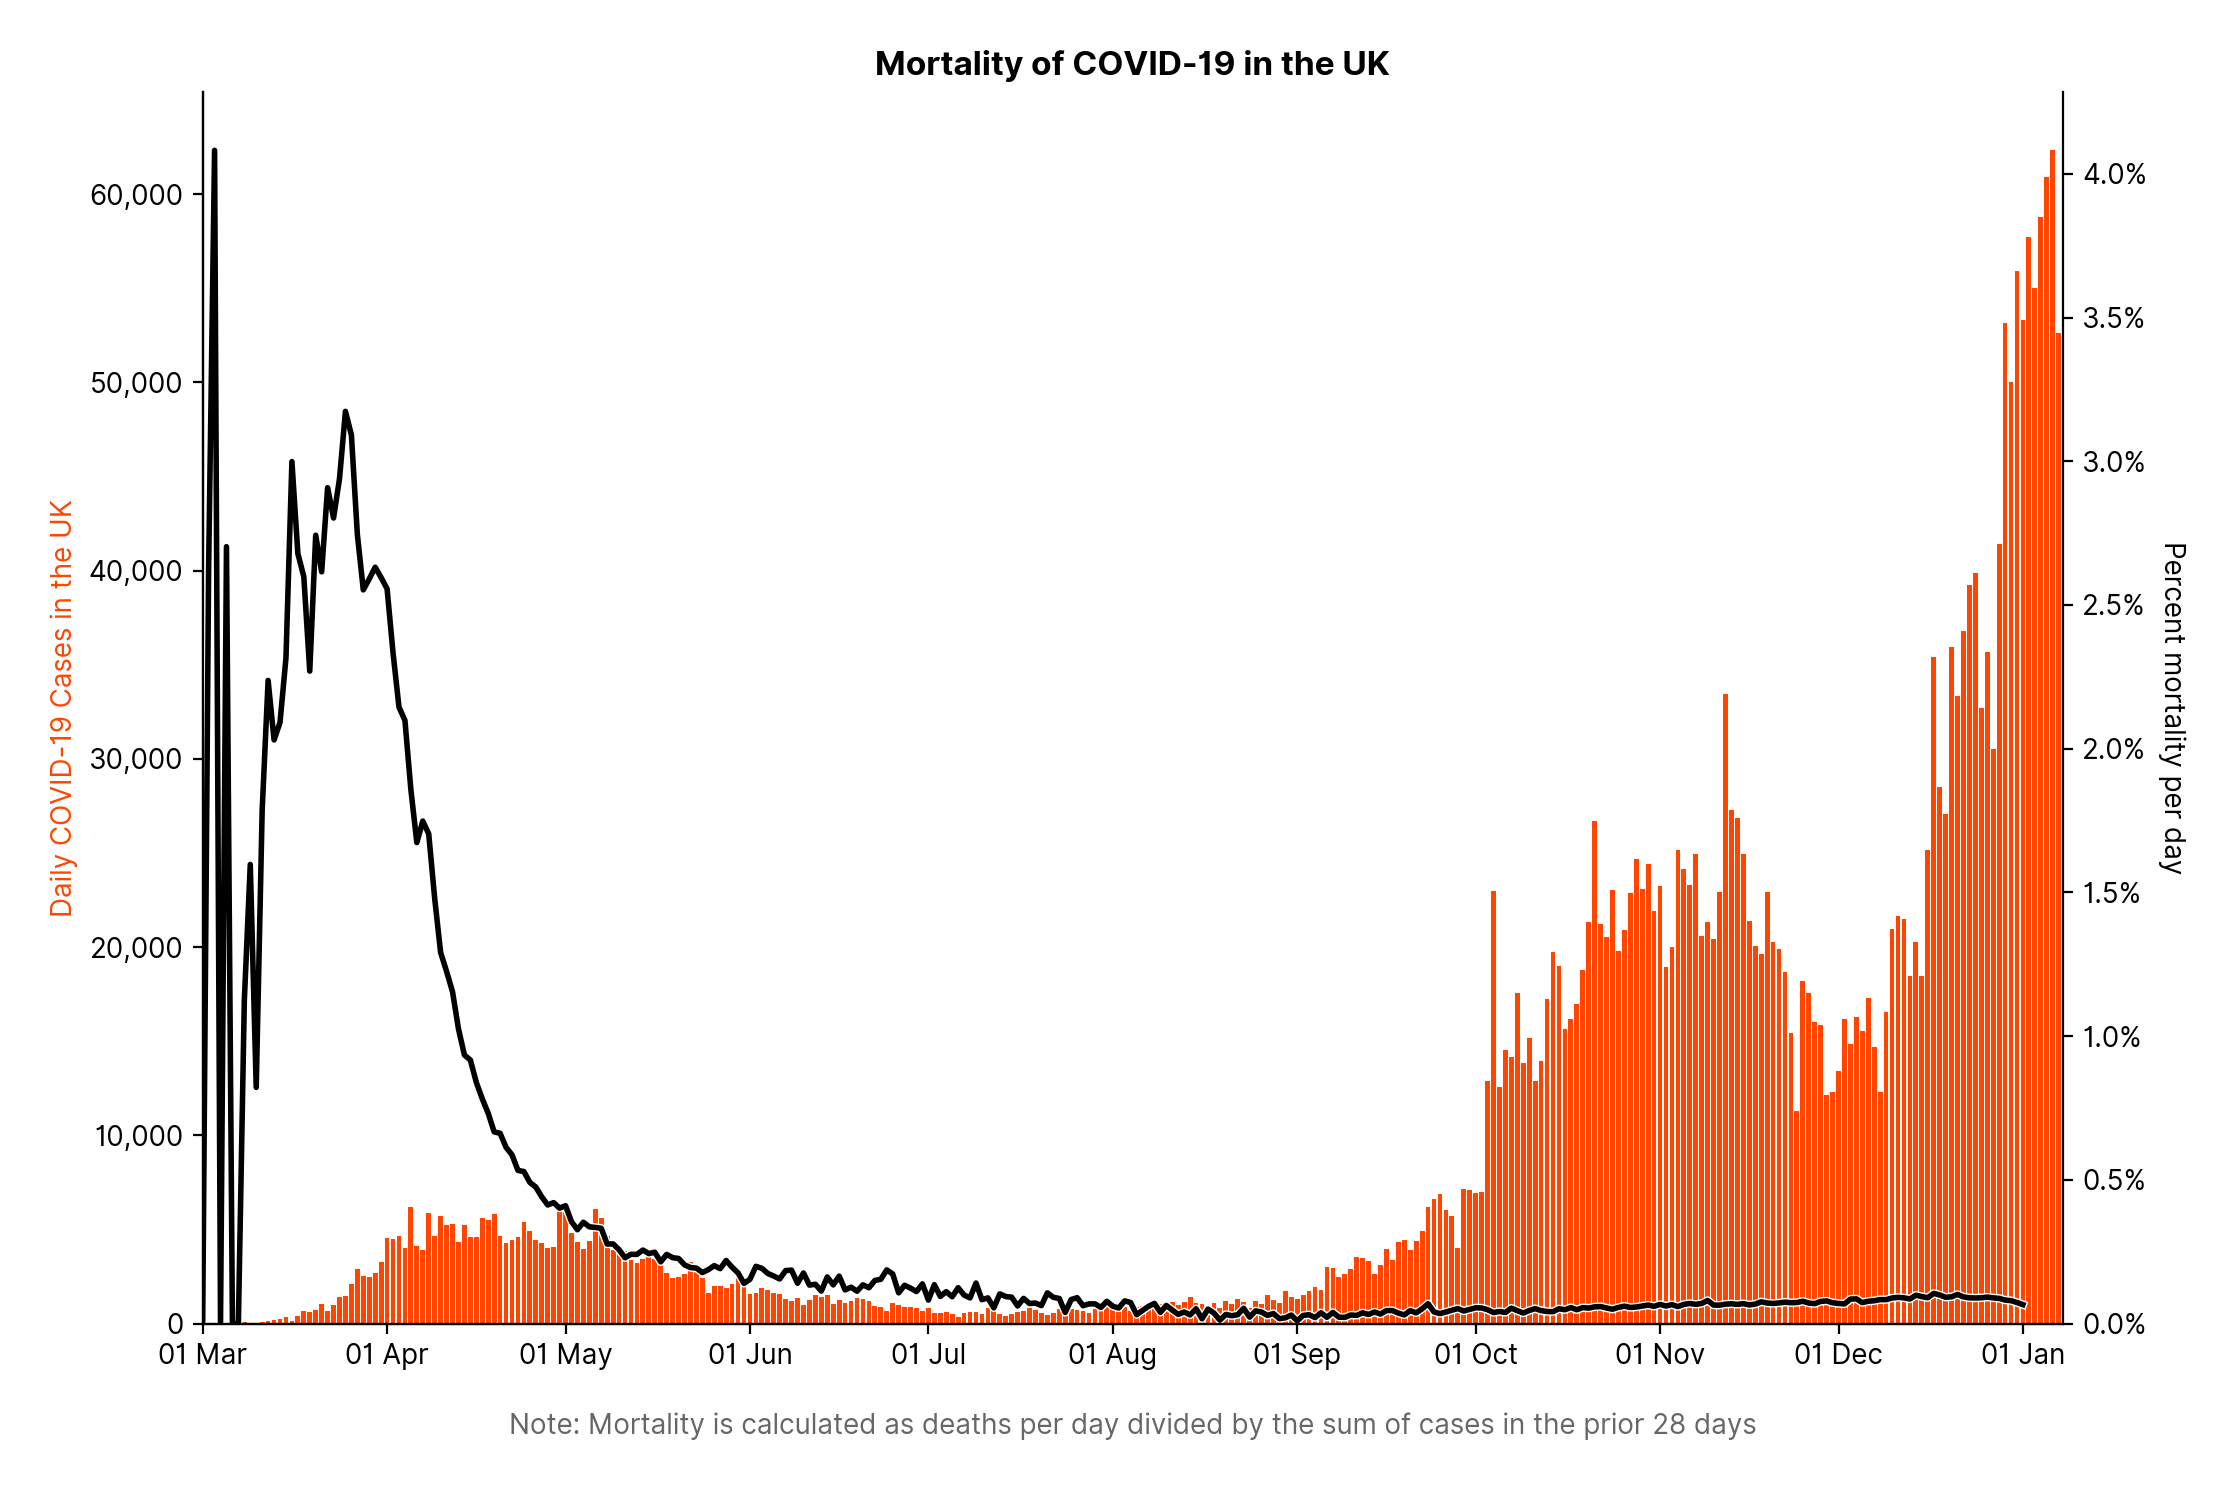 Mortality of COVID-19 in the UK
Daily COVID-19 Cases in the UK
60,000
50,000
40,000
30,000
20,000
10,000
0
4.0%
3.5%
3.0%
2.5%
2.0%
1.5%
1.0%
0.5%
0.0%
Percent mortality per day
01 Mar
01 Apr
01 May
01 Jun
01 Jul
01 Aug
01 Sep
01 Oct
01 Nov
01 Dec
01 Jan
Note: Mortality is calculated as deaths per day divided by the sum of cases in the prior 28 days